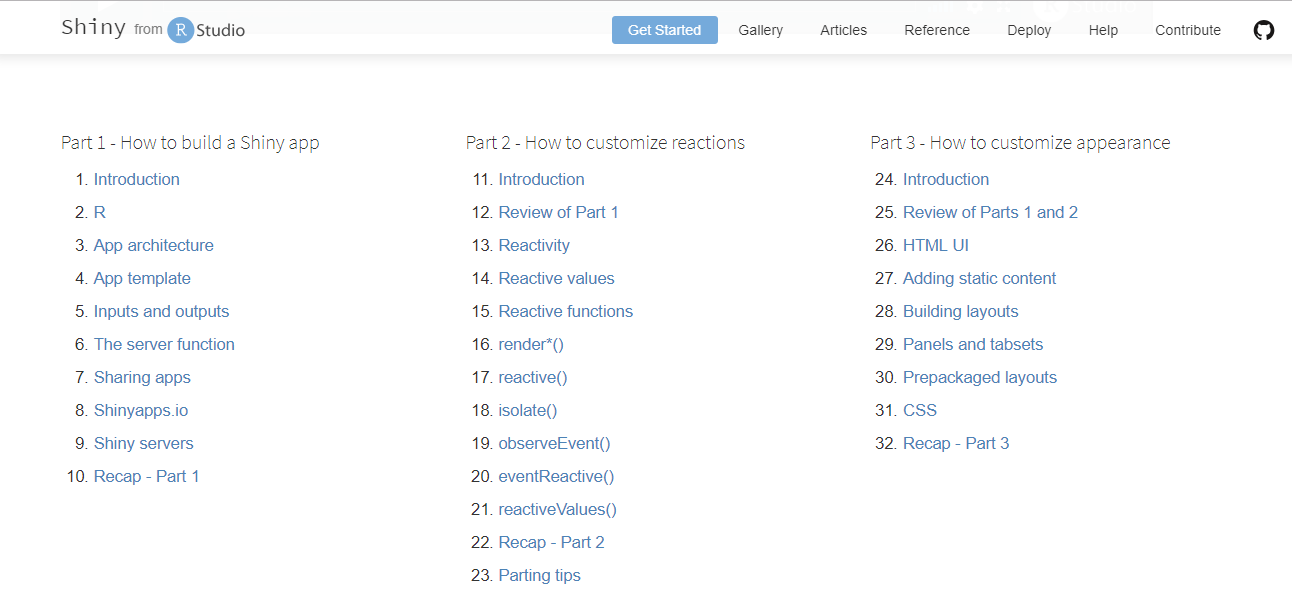 Shiny from R Studio
Get Started
Gallery
Articles
Reference
Deploy
Help
Contribute
Part 1 - How to build a Shiny app
1. Introduction
2. R
3. App architecture
4. App template
5. Inputs and outputs
6. The server function
7. Sharing apps
8. Shinyapps.io
9. Shiny servers
10. Recap - Part 1
Part 2 - How to customize reactions
11. Introduction
12. Review of Part 1
13. Reactivity
14. Reactive values
15. Reactive functions
16. render*()
17. reactive()
18. isolate()
19. observeEvent()
20. eventReactive()
21. reactiveValues()
22. Recap - Part 2
23. Parting tips
Part 3 - How to customize appearance
24. Introduction
25. Review of Parts 1 and 2
26. HTML UI
27. Adding static content
28. Building layouts
29. Panels and tabsets
30. Prepackaged layouts
31. CSS
32. Recap - Part 3